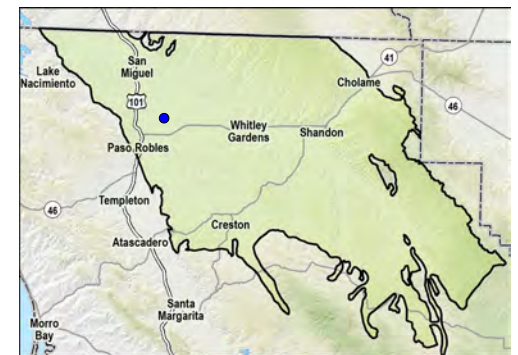 San
Miguel
Lake
Nacimiento
41
Cholame
101
46
Whitley
Gardens
Shandon
Paso Robles
Templeton
46
Creston
Atascadero
Santa
Margarita
Morro
Bay